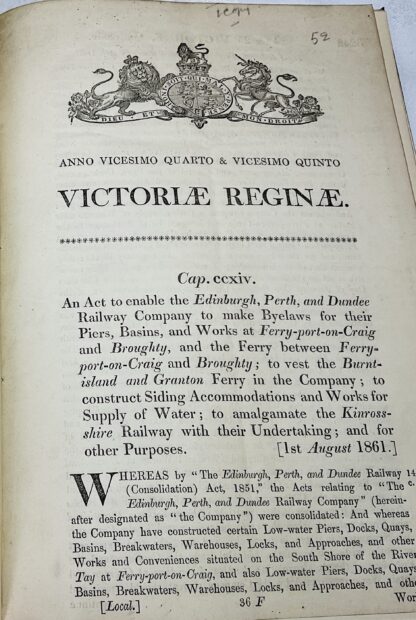 52
HONI SOIT QUI MAL Y PENSE
DIEU ET MON DROIT
ANNO VICESIMO QUARTO & VICESIMO QUINTO
VICTORIÆ REGINÆ.
Cap. ccxiv.
An Act to enable the Edinburgh, Perth, and Dundee
Railway Company to make Byelaws for their
Piers, Basins, and Works at Ferry-port-on-Craig
and Broughty, and the Ferry between Ferry-
port-on-Craig and Broughty; to vest the Burnt-
island and Granton Ferry in the Company; to
construct Siding Accommodations and Works for
Supply of Water; to amalgamate the Kinross-
shire Railway with their Undertaking; and for
other Purposes. [1st August 1861.]
WHEREAS by "The Edinburgh, Perth, and Dundee Railway 14
(Consolidation) Act, 1851," the Acts relating to "The c.
Edinburgh, Perth, and Dundee Railway Company" (herein-
after designated as "the Company") were consolidated: And whereas
the Company have constructed certain Low-water Piers, Docks, Quays,
Basins, Breakwaters, Warehouses, Locks, and Approaches, and other
Works and Conveniences situated on the South Shore of the River
Tay at Ferry-port-on-Craig, and also Low-water Piers, Docks, Quays
Basins, Breakwaters, Warehouses, Locks, and Approaches, and othe
[Local.] 36 F Wor